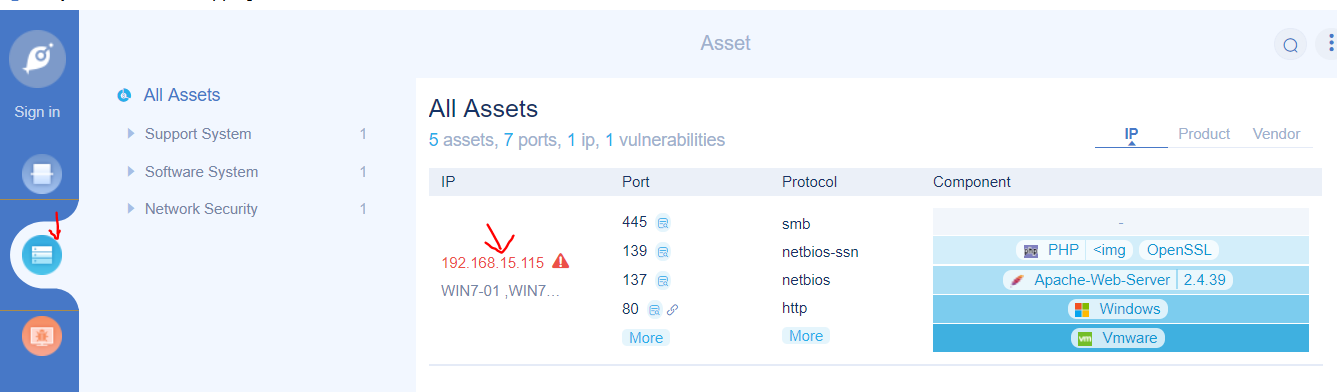 Asset
Sign in
All Assets
Support System 1
Software System 1
Network Security 1
All Assets
5 assets, 7 ports, 1 ip, 1 vulnerabilities
IP Product Vendor
IP Port Protocol Component
445 smb -
139 netbios-ssn PHP <img OpenSSL
192.168.15.115
137 netbios Apache-Web-Server 2.4.39
WIN7-01 ,WIN7...
80 http Windows
More More vm Vmware